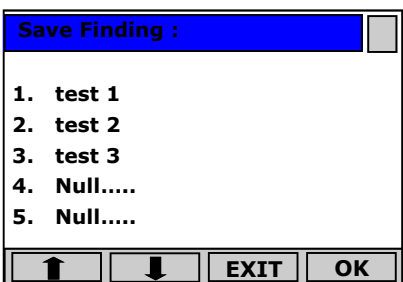 Save Finding :
1. test 1
2. test 2
3. test 3
4. Null.....
5. Null.....
EXIT OK